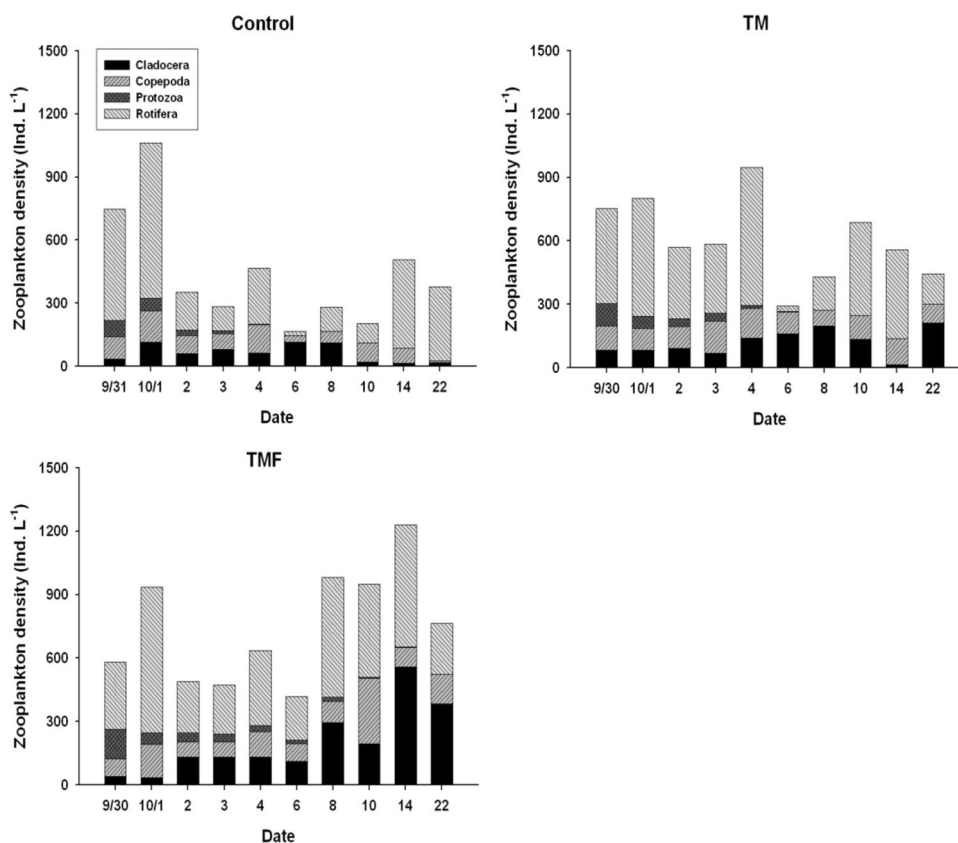 Control
Zooplankton density (Ind. L⁻¹)
1500
1200
900
600
300
0
Cladocera
Copepoda
Protozoa
Rotifera
9/31 10/1 2 3 4 6 8 10 14 22
Date
TM
Zooplankton density (Ind. L⁻¹)
1500
1200
900
600
300
0
9/30 10/1 2 3 4 6 8 10 14 22
Date
TMF
Zooplankton density (Ind. L⁻¹)
1500
1200
900
600
300
0
9/30 10/1 2 3 4 6 8 10 14 22
Date